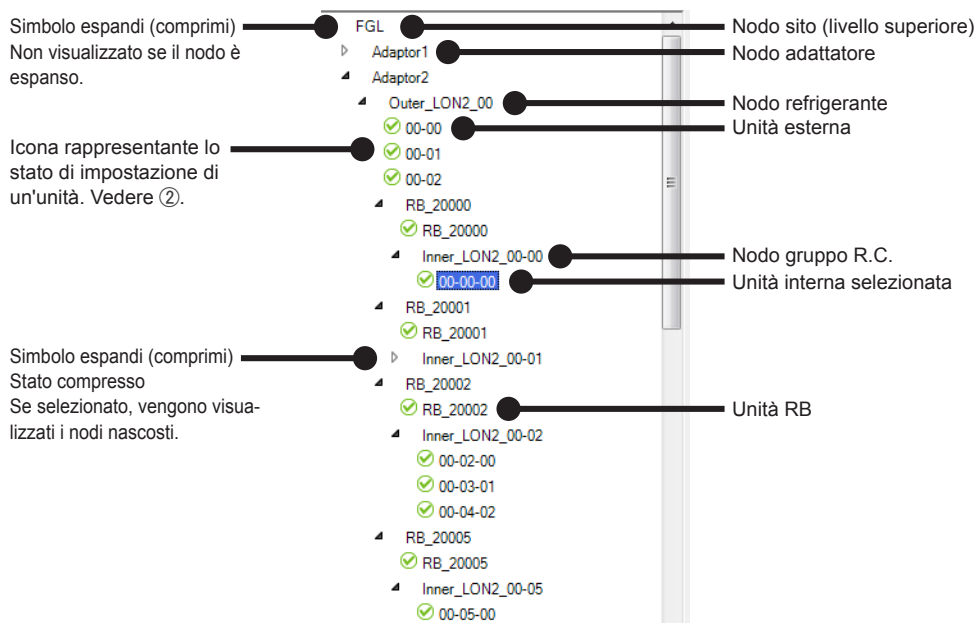 Simbolo espandi (comprimi)
Non visualizzato se il nodo è
espanso.
Icona rappresentante lo
stato di impostazione di
un'unità. Vedere ②.
Simbolo espandi (comprimi)
Stato compresso
Se selezionato, vengono visua-
lizzati i nodi nascosti.
FGL
Adaptor1
Adaptor2
Outer_LON2_00
00-00
00-01
00-02
RB_20000
RB_20000
Inner_LON2_00-00
00-00-00
RB_20001
RB_20001
Inner_LON2_00-01
RB_20002
RB_20002
Inner_LON2_00-02
00-02-00
00-03-01
00-04-02
RB_20005
RB_20005
Inner_LON2_00-05
00-05-00
Nodo sito (livello superiore)
Nodo adattatore
Nodo refrigerante
Unità esterna
Nodo gruppo R.C.
Unità interna selezionata
Unità RB